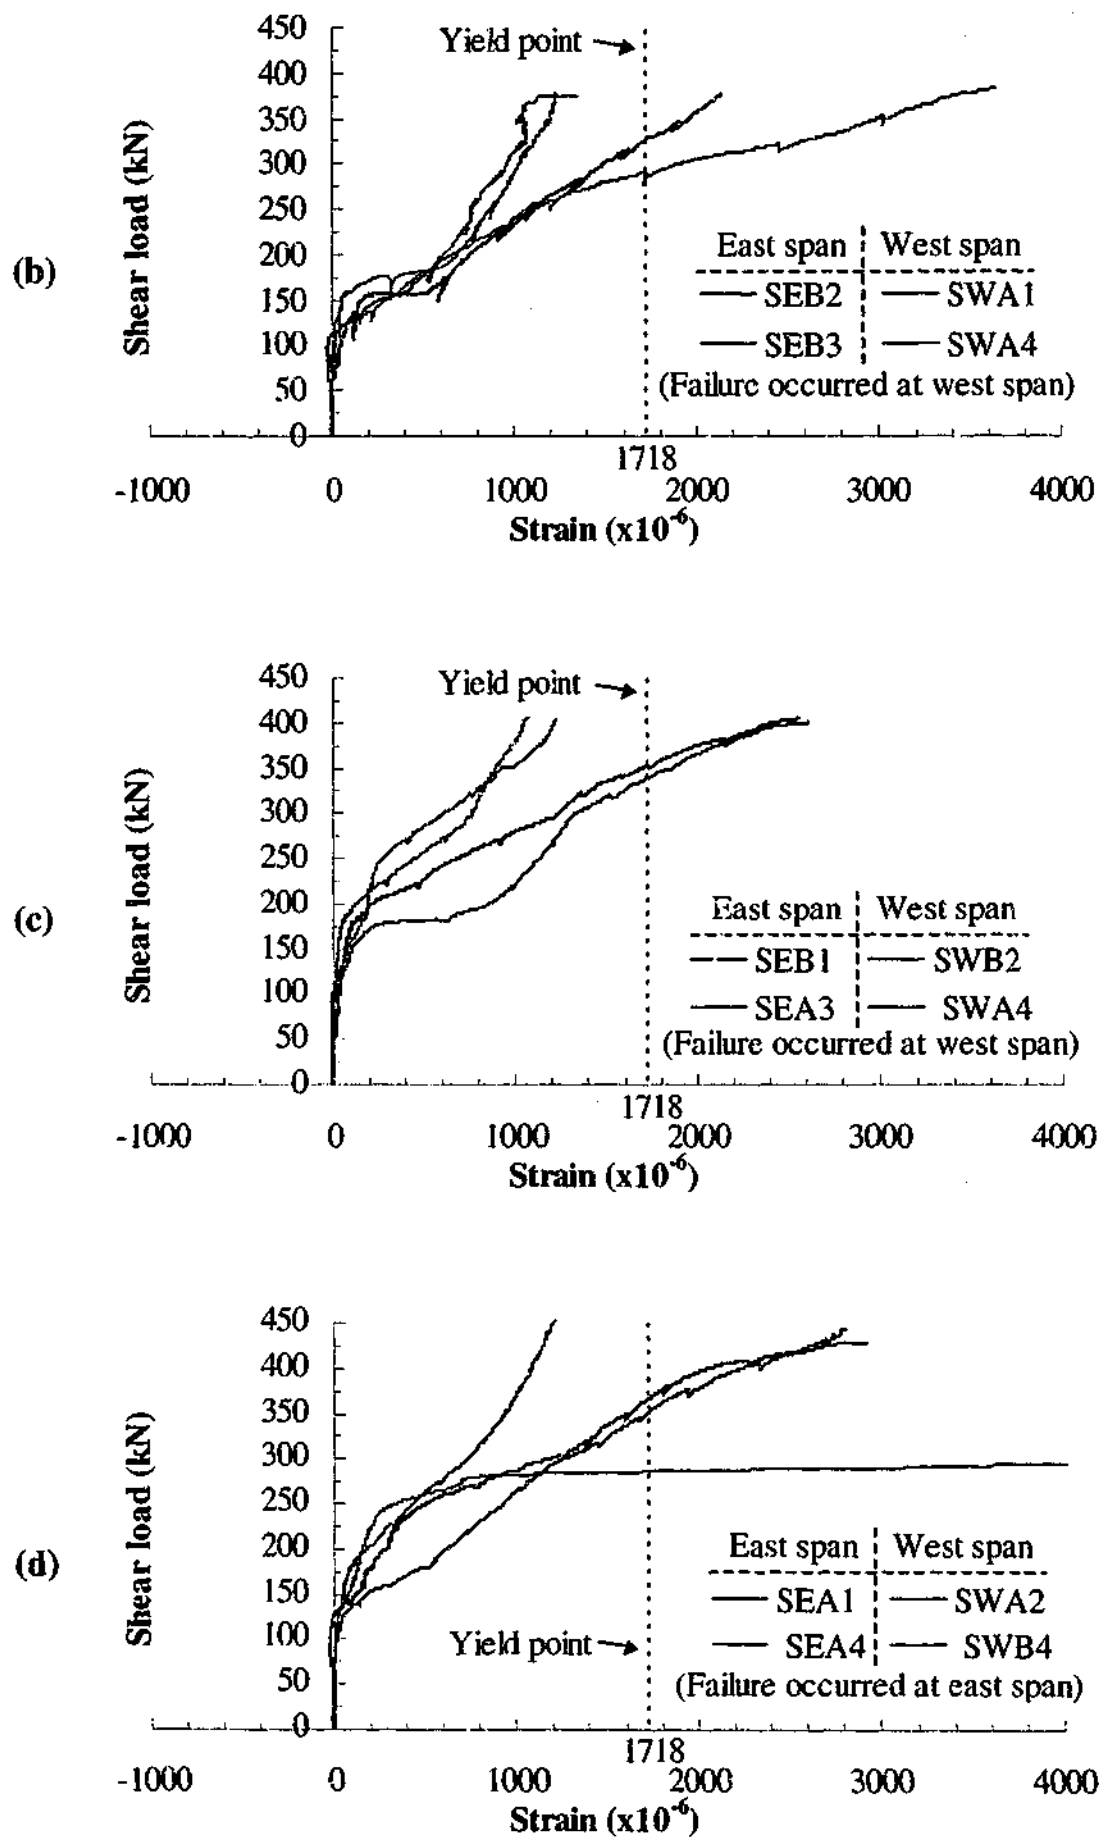 (b)
Shear load (kN)
450
400
350
300
250
200
150
100
50
0
Yield point
East span West span
SEB2 SWA1
SEB3 SWA4
(Failure occurred at west span)
1718
-1000 0 1000 2000 3000 4000
Strain (x10-6)
(c)
Shear load (kN)
450
400
350
300
250
200
150
100
50
0
Yield point
East span West span
SEB1 SWB2
SEA3 SWA4
(Failure occurred at west span)
1718
-1000 0 1000 2000 3000 4000
Strain (x10-6)
(d)
Shear load (kN)
450
400
350
300
250
200
150
100
50
0
East span West span
SEA1 SWA2
Yield point
SEA4 SWB4
(Failure occurred at east span)
1718
-1000 0 1000 2000 3000 4000
Strain (x10-6)